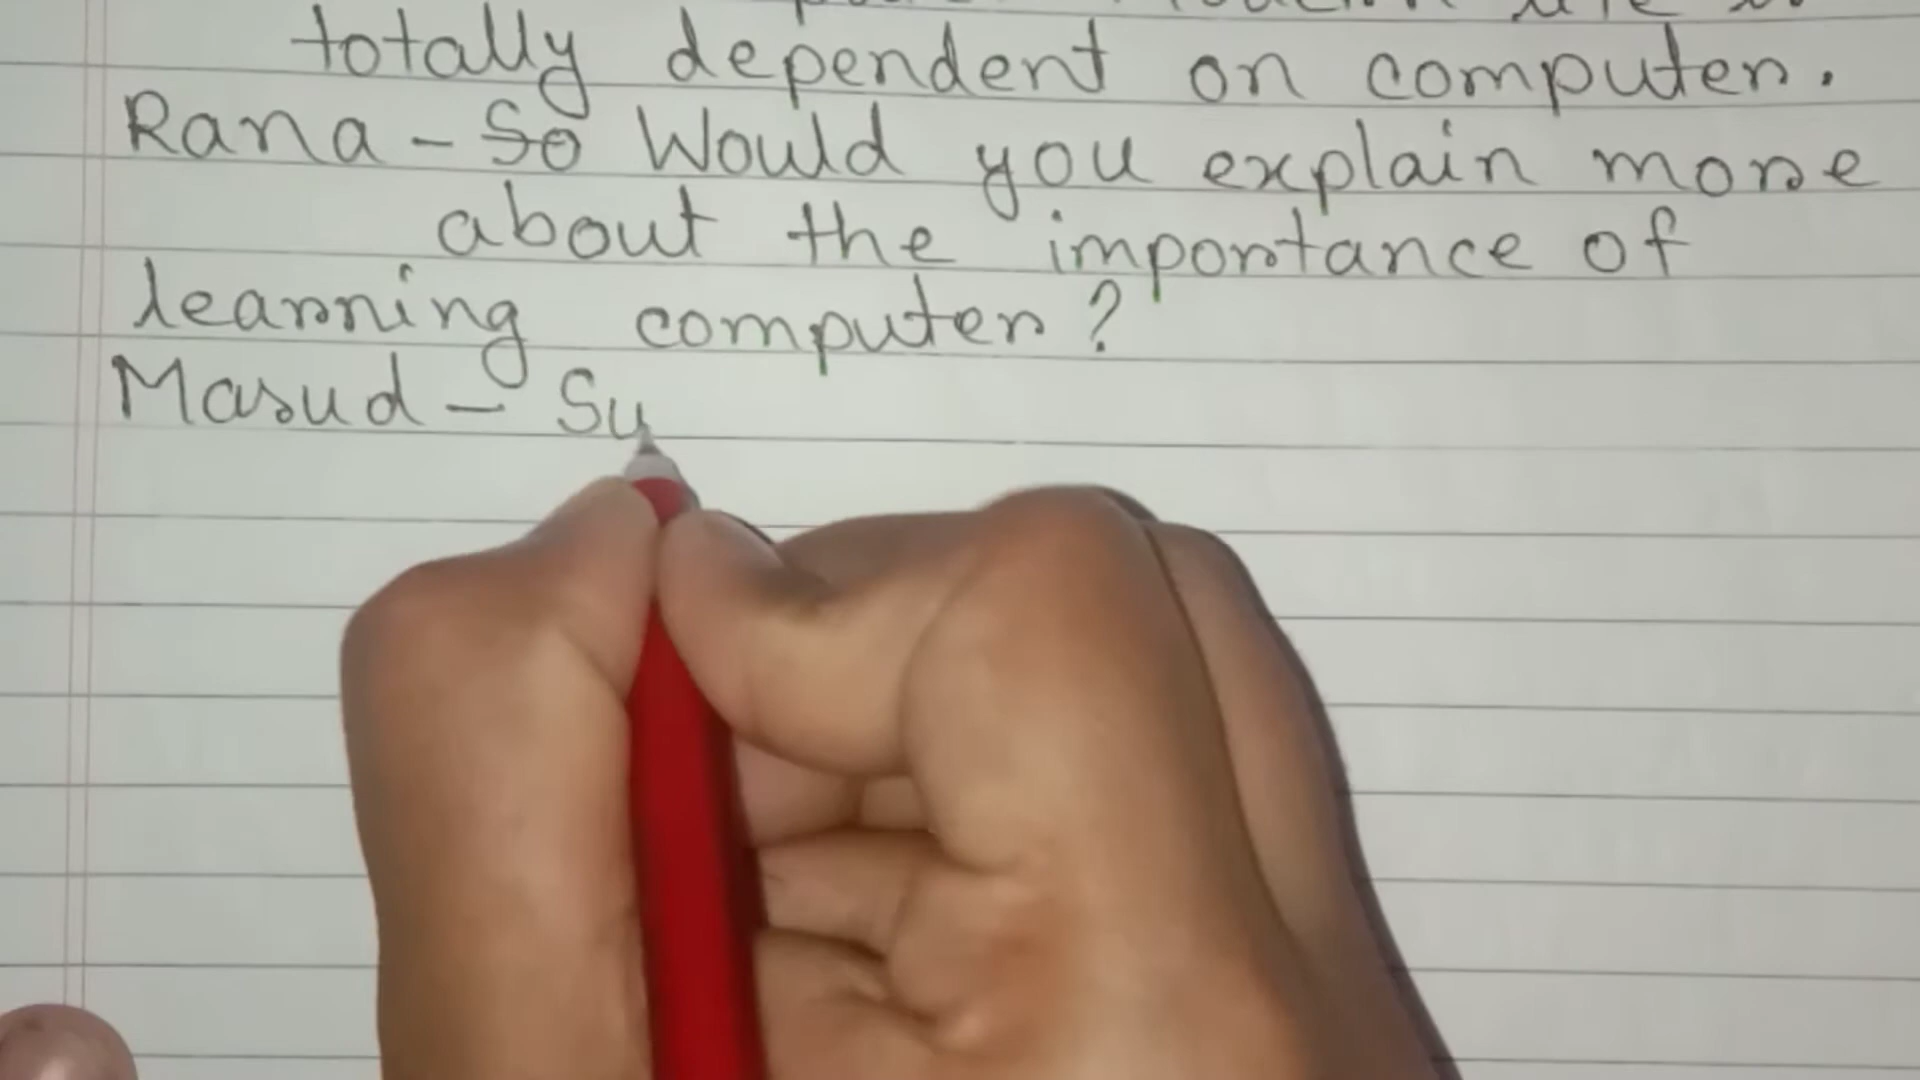 totally dependent on computer.
Rana - So Would you explain more
about the importance of
learning computer?
Masud - Su